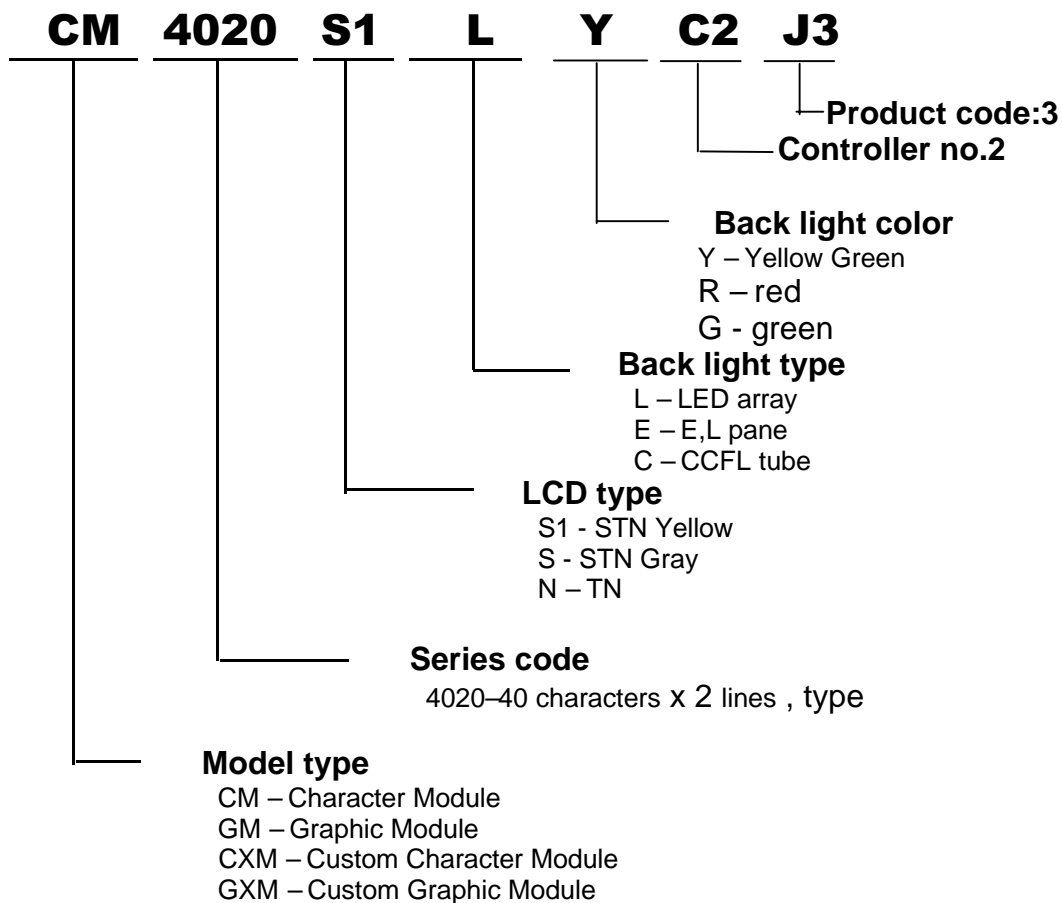 CM 4020 S1 L Y C2 J3
Product code:3
Controller no.2
Back light color
Y – Yellow Green
R – red
G - green
Back light type
L – LED array
E – E,L pane
C – CCFL tube
LCD type
S1 - STN Yellow
S - STN Gray
N – TN
Series code
4020–40 characters x 2 lines , type
Model type
CM – Character Module
GM – Graphic Module
CXM – Custom Character Module
GXM – Custom Graphic Module